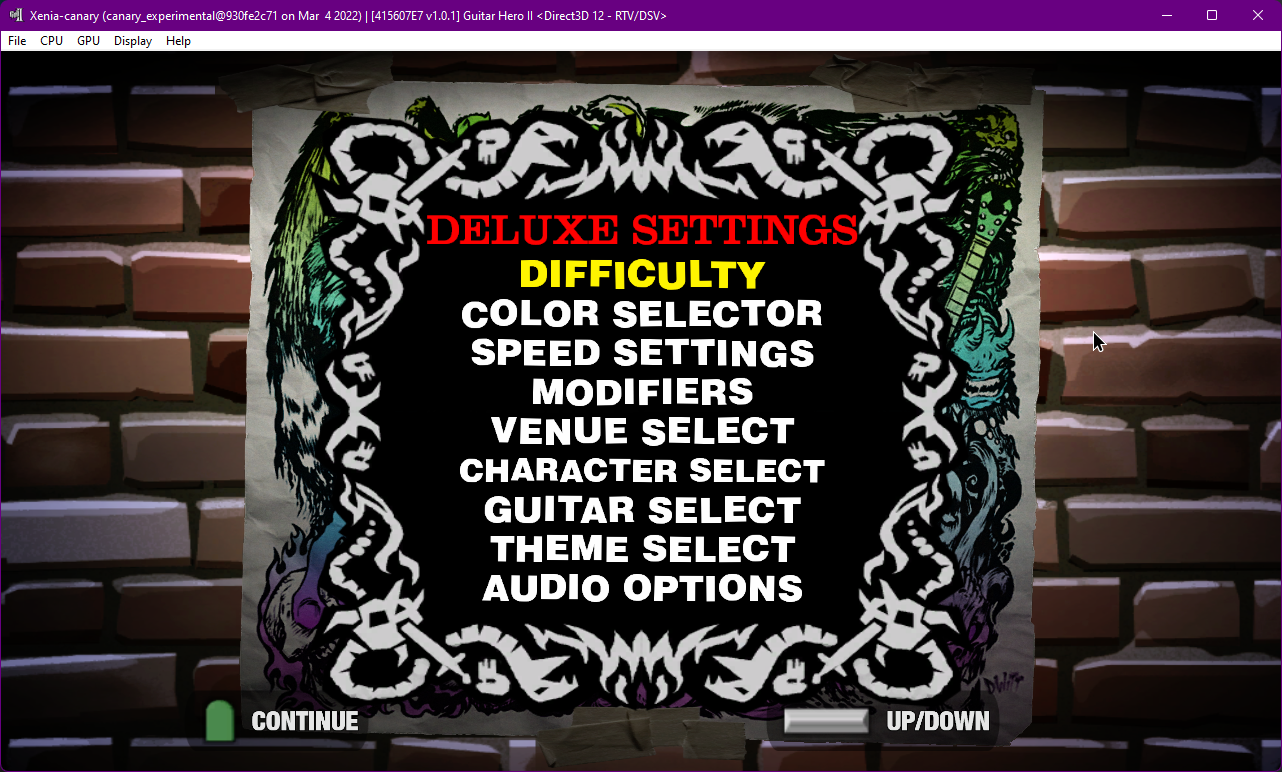 Xenia-canary (canary_experimental@930fe2c71 on Mar 4 2022) | [415607E7 v1.0.1] Guitar Hero II <Direct3D 12 - RTV/DSV>
File CPU GPU Display Help
DELUXE SETTINGS
DIFFICULTY
COLOR SELECTOR
SPEED SETTINGS
MODIFIERS
VENUE SELECT
CHARACTER SELECT
GUITAR SELECT
THEME SELECT
AUDIO OPTIONS
CONTINUE
UP/DOWN